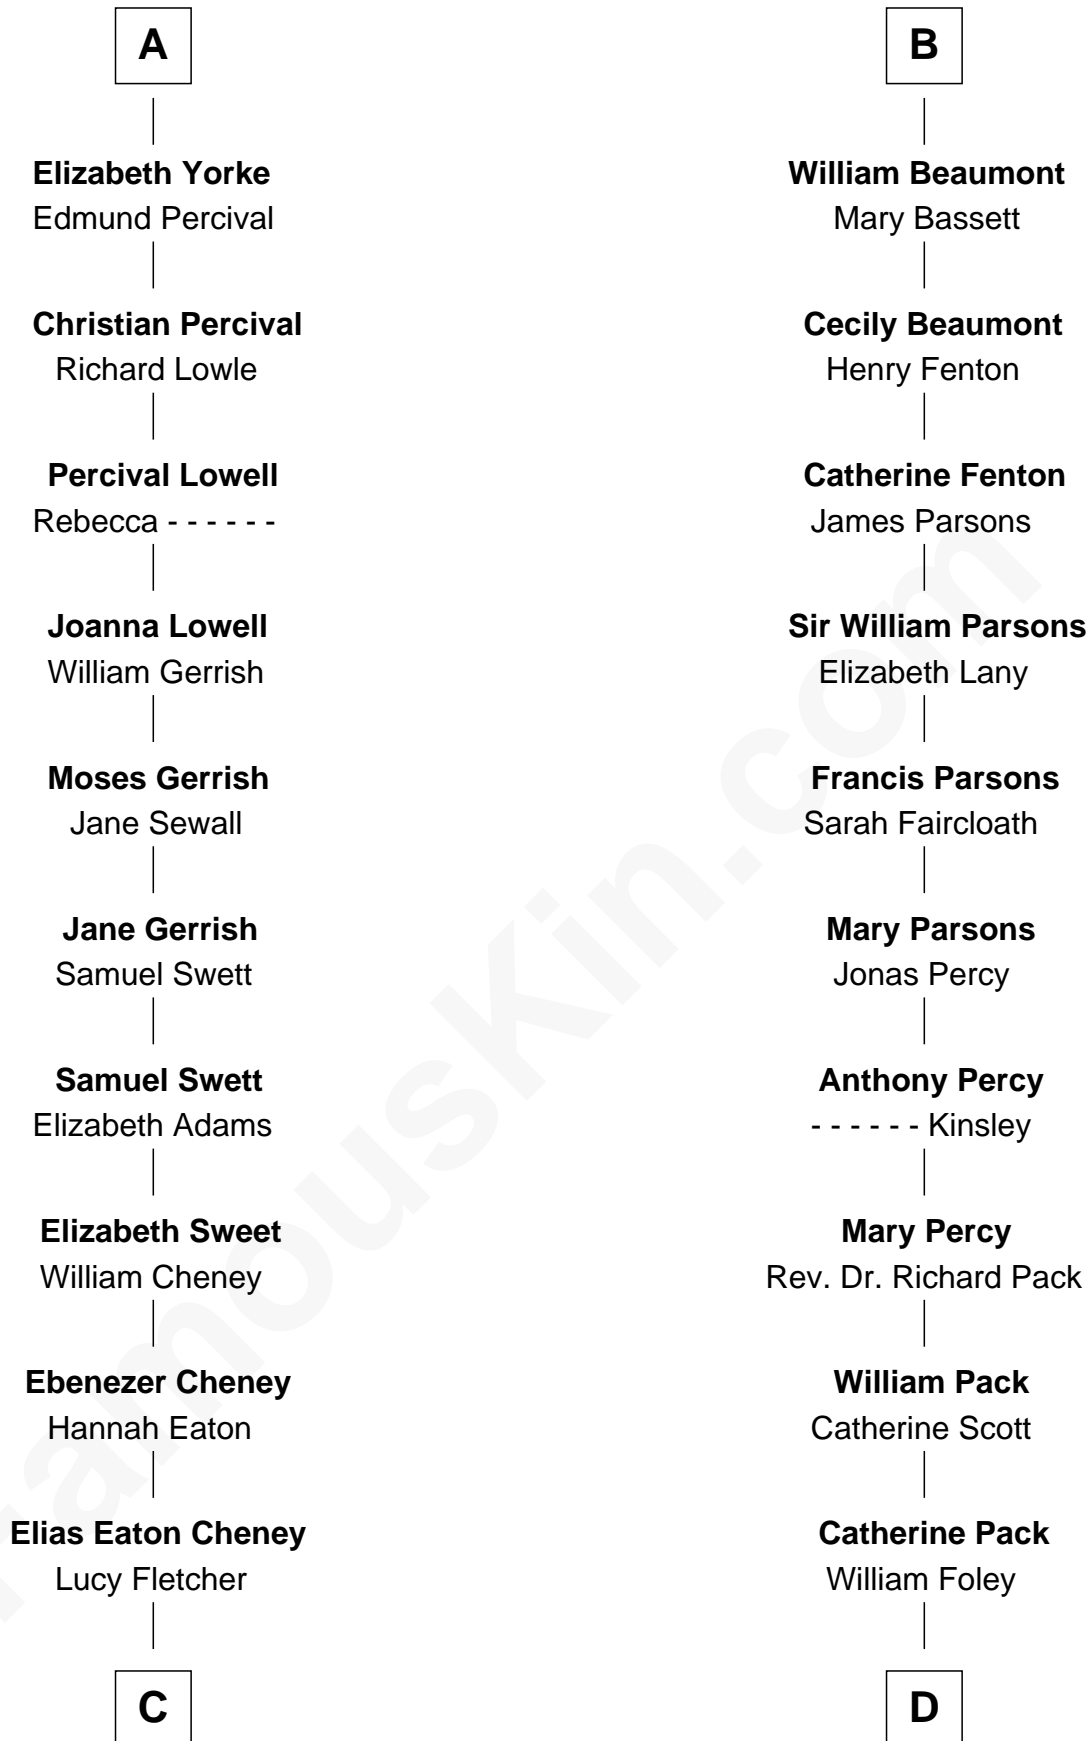 A
Elizabeth Yorke
Edmund Percival
Christian Percival
Richard Lowle
Percival Lowell
Rebecca - - - - - -
Joanna Lowell
William Gerrish
Moses Gerrish
Jane Sewall
Jane Gerrish
Samuel Swett
Samuel Swett
Elizabeth Adams
Elizabeth Sweet
William Cheney
Ebenezer Cheney
Hannah Eaton
Elias Eaton Cheney
Lucy Fletcher
C
B
William Beaumont
Mary Bassett
Cecily Beaumont
Henry Fenton
Catherine Fenton
James Parsons
Sir William Parsons
Elizabeth Lany
Francis Parsons
Sarah Faircloath
Mary Parsons
Jonas Percy
Anthony Percy
- - - - - - Kinsley
Mary Percy
Rev. Dr. Richard Pack
William Pack
Catherine Scott
Catherine Pack
William Foley
D
FamousKin.com